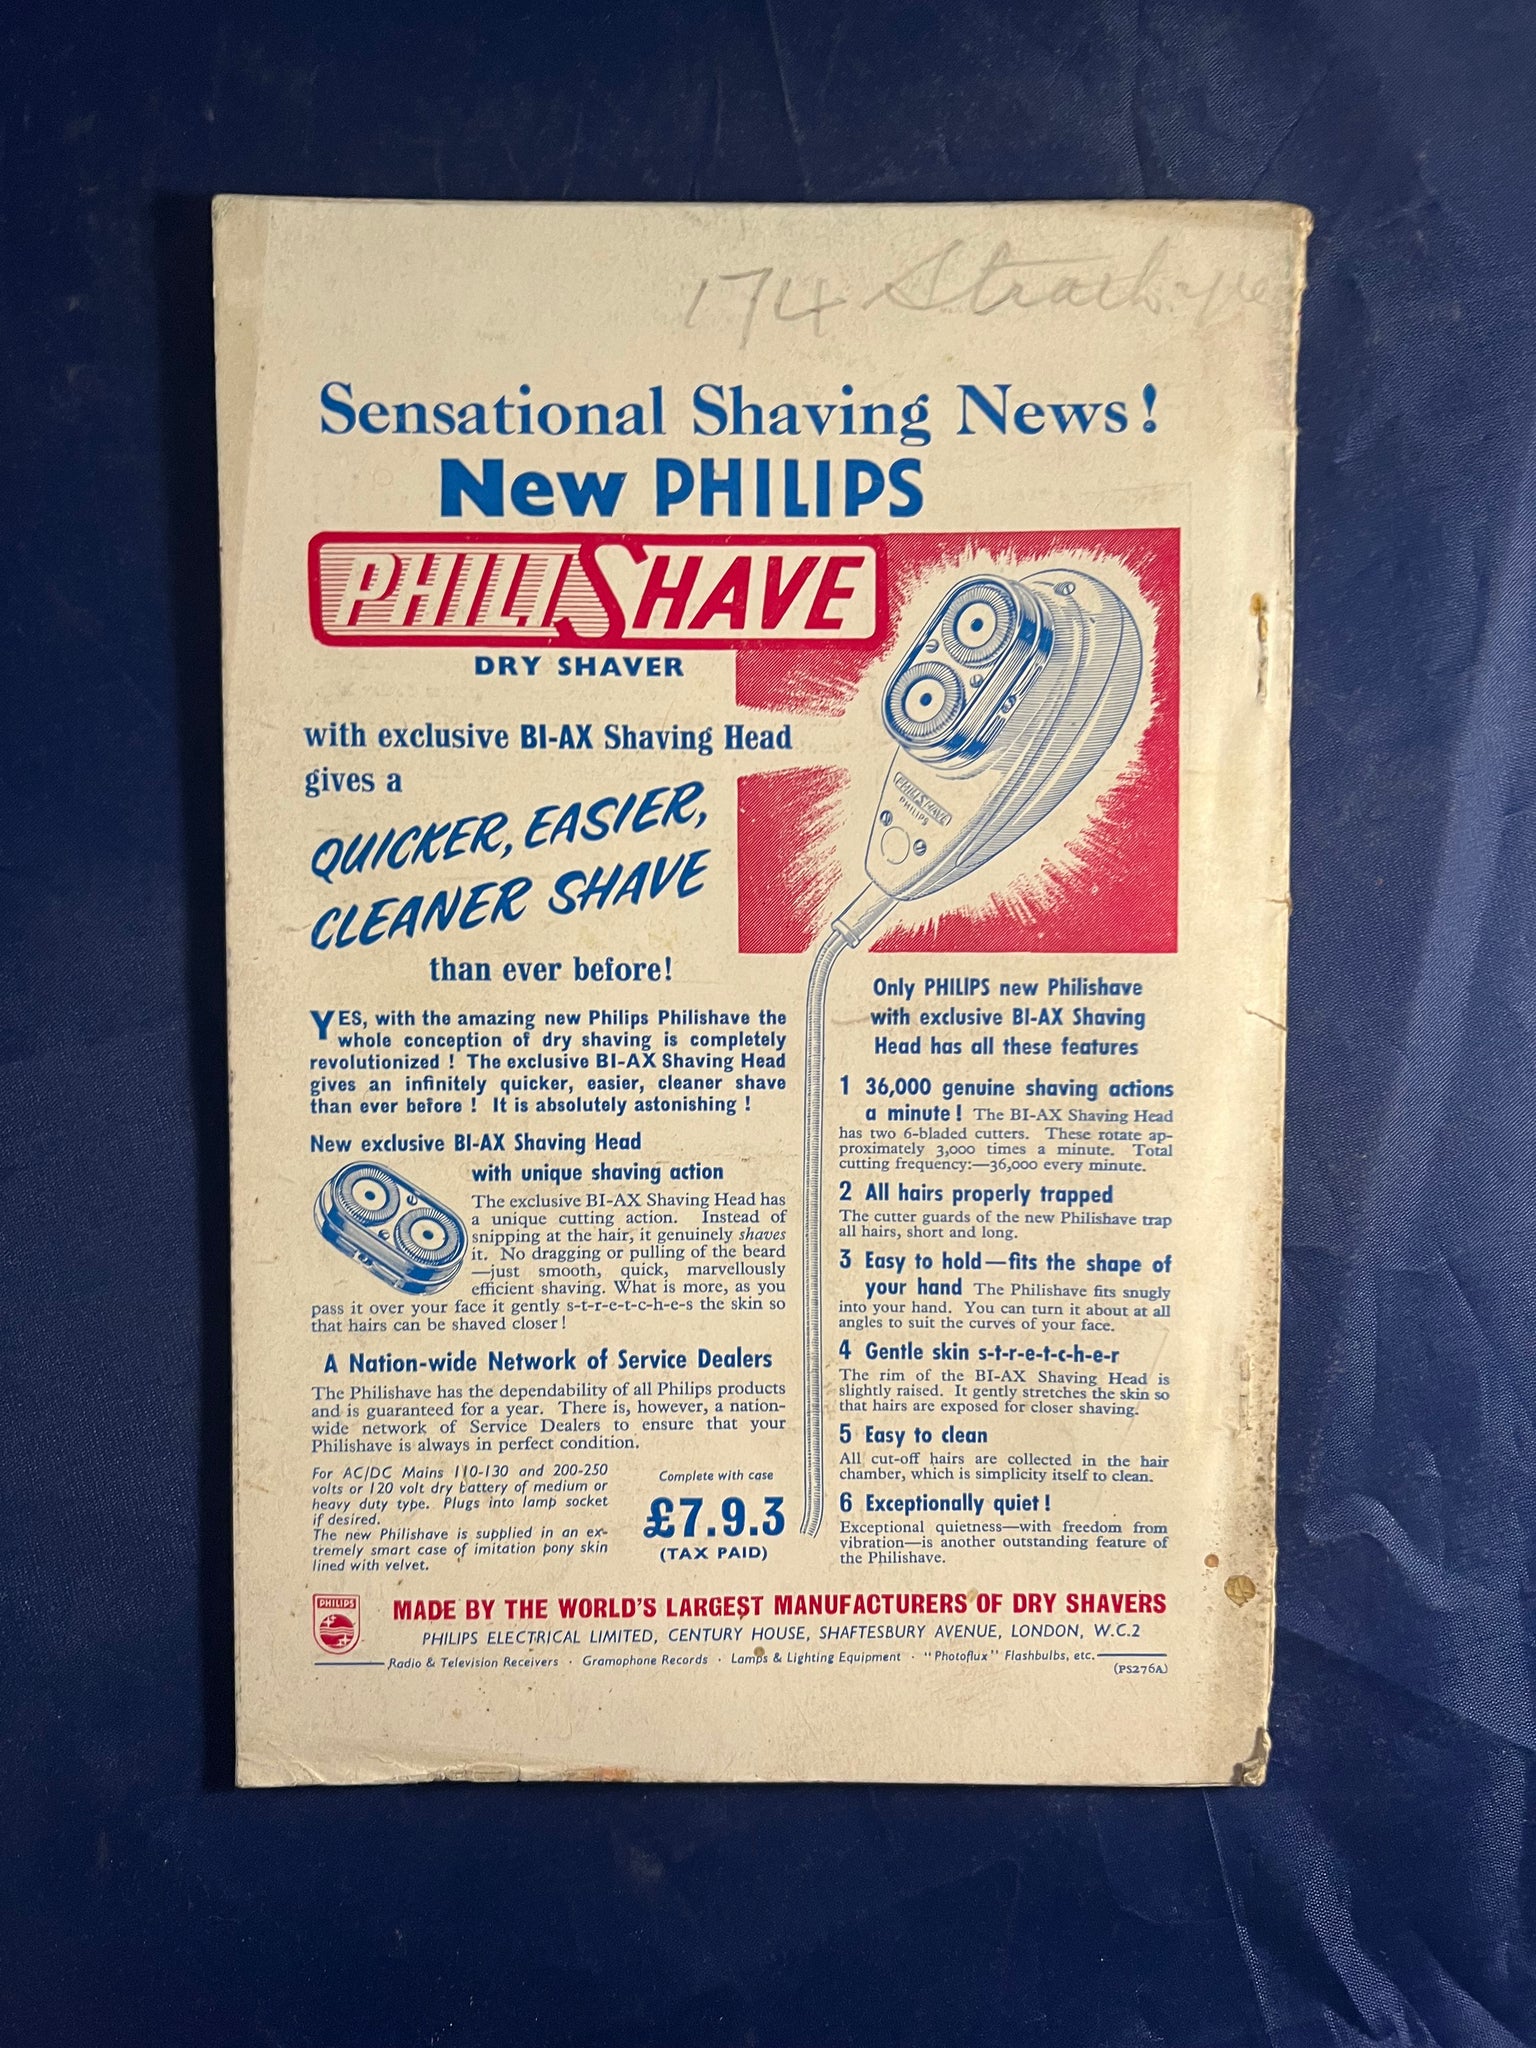 174
Sensational Shaving News!
New PHILIPS
PHILISHAVE
DRY SHAVER
with exclusive BI-AX Shaving Head
gives a
QUICKER, EASIER,
CLEANER SHAVE
than ever before!
PHILISHAVE
PHILIPS
YES, with the amazing new Philips Philishave the
whole conception of dry shaving is completely
revolutionized! The exclusive BI-AX Shaving Head
gives an infinitely quicker, easier, cleaner shave
than ever before! It is absolutely astonishing!
New exclusive BI-AX Shaving Head
with unique shaving action
The exclusive BI-AX Shaving Head has
a unique cutting action. Instead of
snipping at the hair, it genuinely shaves
it. No dragging or pulling of the beard
—just smooth, quick, marvellously
efficient shaving. What is more, as you
pass it over your face it gently s-t-r-e-t-c-h-e-s the skin so
that hairs can be shaved closer!
A Nation-wide Network of Service Dealers
The Philishave has the dependability of all Philips products
and is guaranteed for a year. There is, however, a nation-
wide network of Service Dealers to ensure that your
Philishave is always in perfect condition.
For AC/DC Mains 110-130 and 200-250
volts or 120 volt dry battery of medium or
heavy duty type. Plugs into lamp socket
if desired.
The new Philishave is supplied in an ex-
tremely smart case of imitation pony skin
lined with velvet.
Complete with case
£7.9.3
(TAX PAID)
Only PHILIPS new Philishave
with exclusive BI-AX Shaving
Head has all these features
1 36,000 genuine shaving actions
a minute! The BI-AX Shaving Head
has two 6-bladed cutters. These rotate ap-
proximately 3,000 times a minute. Total
cutting frequency:—36,000 every minute.
2 All hairs properly trapped
The cutter guards of the new Philishave trap
all hairs, short and long.
3 Easy to hold—fits the shape of
your hand The Philishave fits snugly
into your hand. You can turn it about at all
angles to suit the curves of your face.
4 Gentle skin s-t-r-e-t-c-h-e-r
The rim of the BI-AX Shaving Head is
slightly raised. It gently stretches the skin so
that hairs are exposed for closer shaving.
5 Easy to clean
All cut-off hairs are collected in the hair
chamber, which is simplicity itself to clean.
6 Exceptionally quiet!
Exceptional quietness—with freedom from
vibration—is another outstanding feature of
the Philishave.
PHILIPS
MADE BY THE WORLD'S LARGEST MANUFACTURERS OF DRY SHAVERS
PHILIPS ELECTRICAL LIMITED, CENTURY HOUSE, SHAFTESBURY AVENUE, LONDON, W.C.2
Radio & Television Receivers · Gramophone Records · Lamps & Lighting Equipment · "Photoflux" Flashbulbs, etc.
(PS276A)